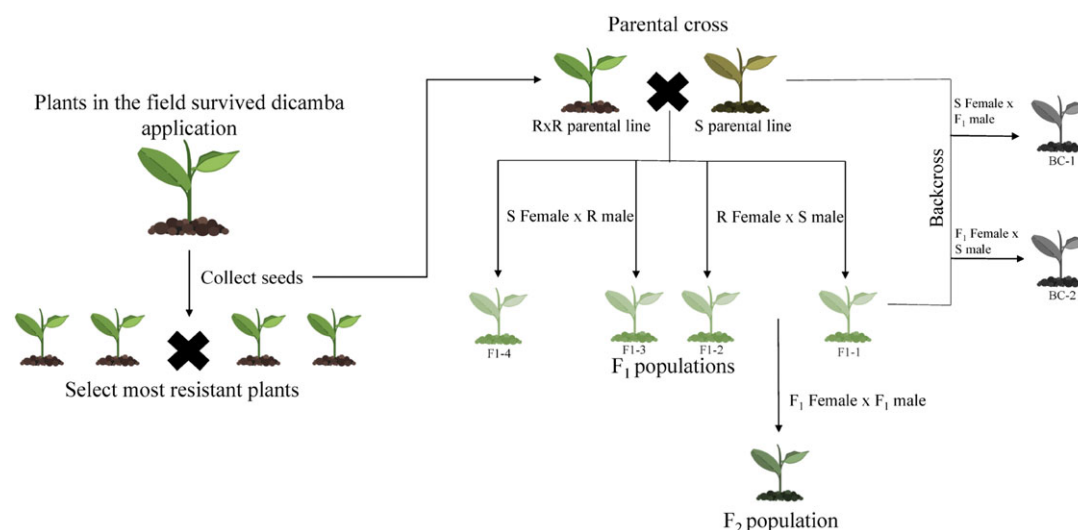 Parental cross
Plants in the field survived dicamba
application
RxR parental line
S parental line
S Female x
F₁ male
BC-1
Backcross
S Female x R male
R Female x S male
F₁ Female x
S male
BC-2
Collect seeds
F1-4
F1-3
F1-2
F1-1
F₁ populations
Select most resistant plants
F₁ Female x F₁ male
F₂ population